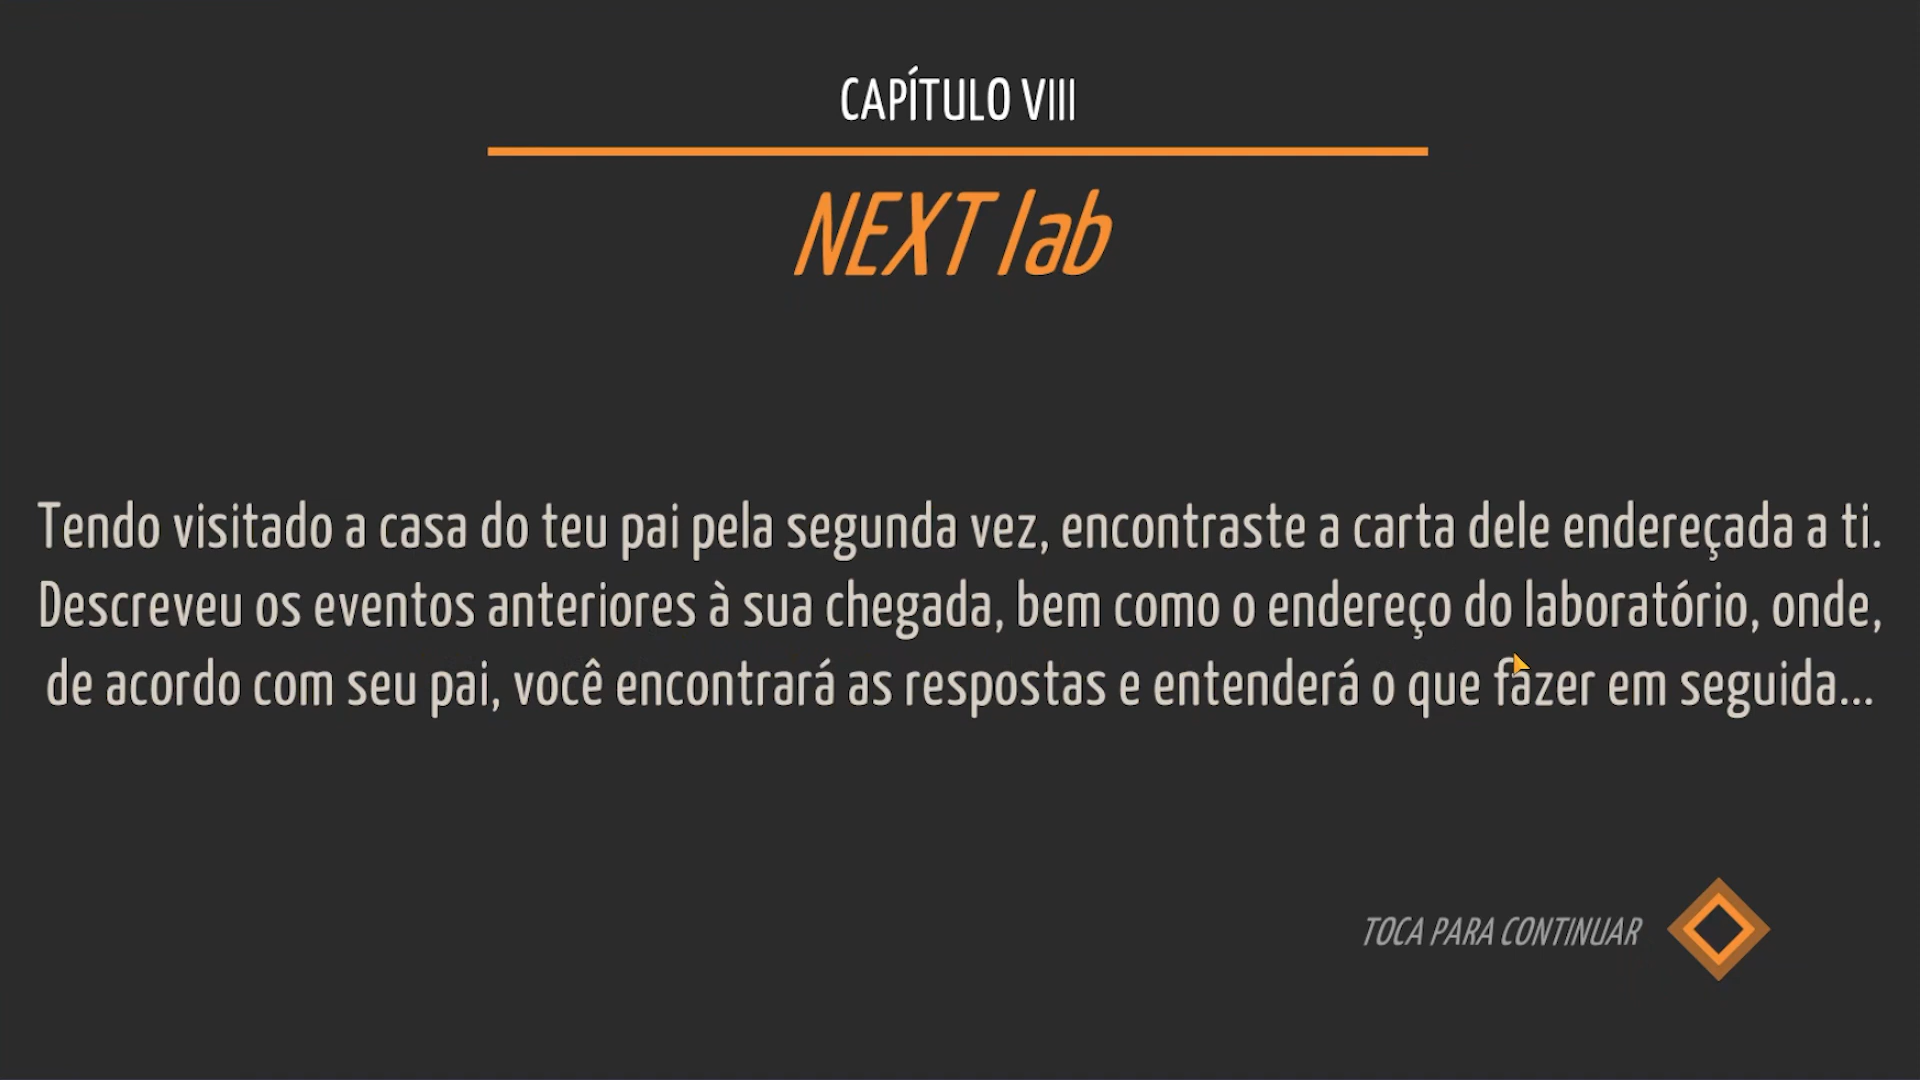 CAPÍTULO VIII
NEXT lab
Tendo visitado a casa do teu pai pela segunda vez, encontraste a carta dele endereçada a ti.
Descreveu os eventos anteriores à sua chegada, bem como o endereço do laboratório, onde,
de acordo com seu pai, você encontrará as respostas e entenderá o que fazer em seguida...
TOCA PARA CONTINUAR